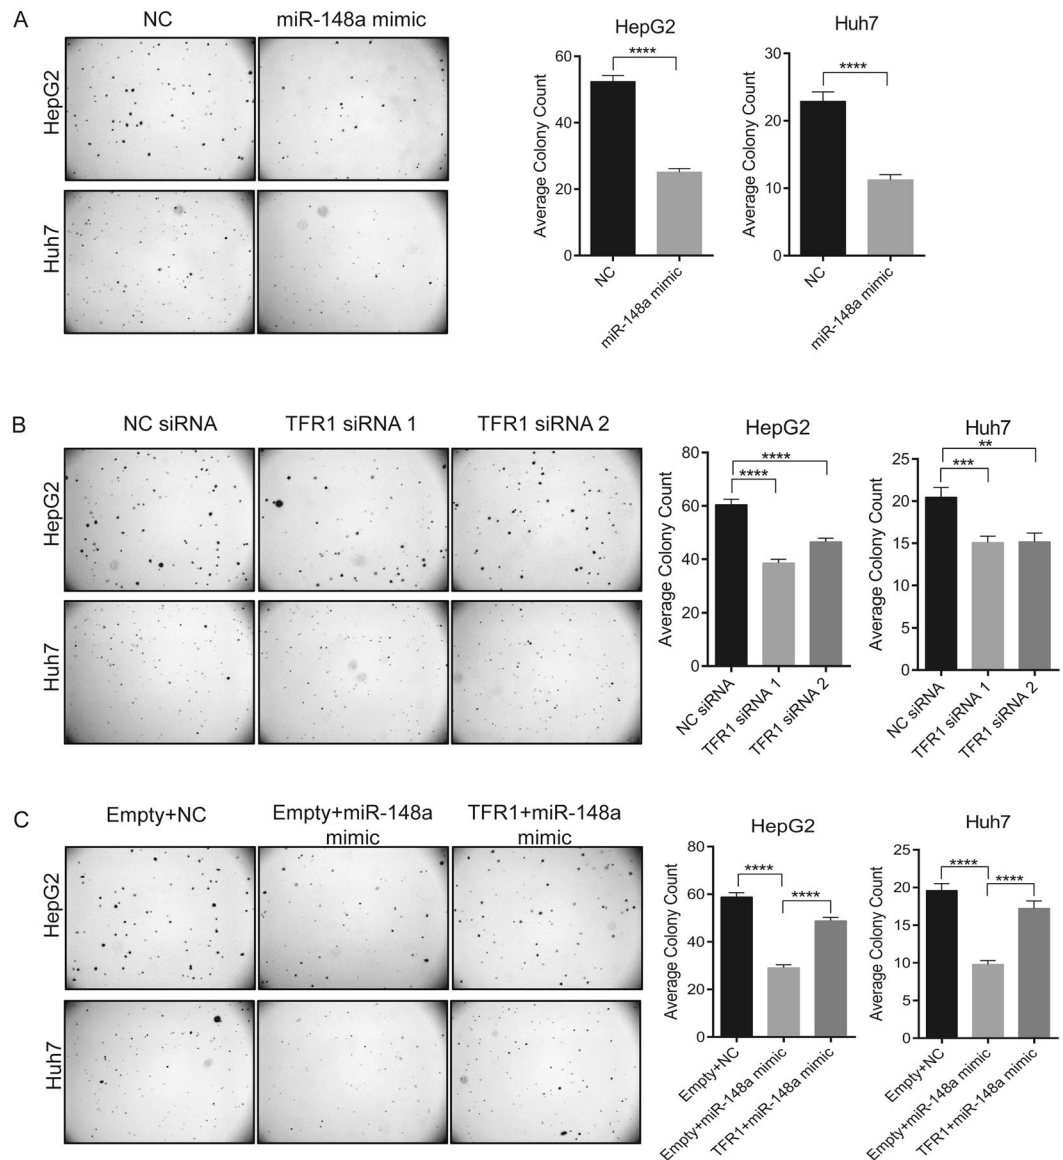 A
NC
miR-148a mimic
HepG2
Huh7
HepG2
****
Average Colony Count
60
40
20
0
NC
miR-148a mimic
Huh7
****
Average Colony Count
30
20
10
0
NC
miR-148a mimic
B
NC siRNA
TFR1 siRNA 1
TFR1 siRNA 2
HepG2
Huh7
HepG2
****
****
Average Colony Count
80
60
40
20
0
NC siRNA
TFR1 siRNA 1
TFR1 siRNA 2
Huh7
**
***
Average Colony Count
25
20
15
10
5
0
NC siRNA
TFR1 siRNA 1
TFR1 siRNA 2
C
Empty+NC
Empty+miR-148a
mimic
TFR1+miR-148a
mimic
HepG2
Huh7
HepG2
****
****
Average Colony Count
80
60
40
20
0
Empty+NC
Empty+miR-148a mimic
TFR1+miR-148a mimic
Huh7
****
****
Average Colony Count
25
20
15
10
5
0
Empty+NC
Empty+miR-148a mimic
TFR1+miR-148a mimic